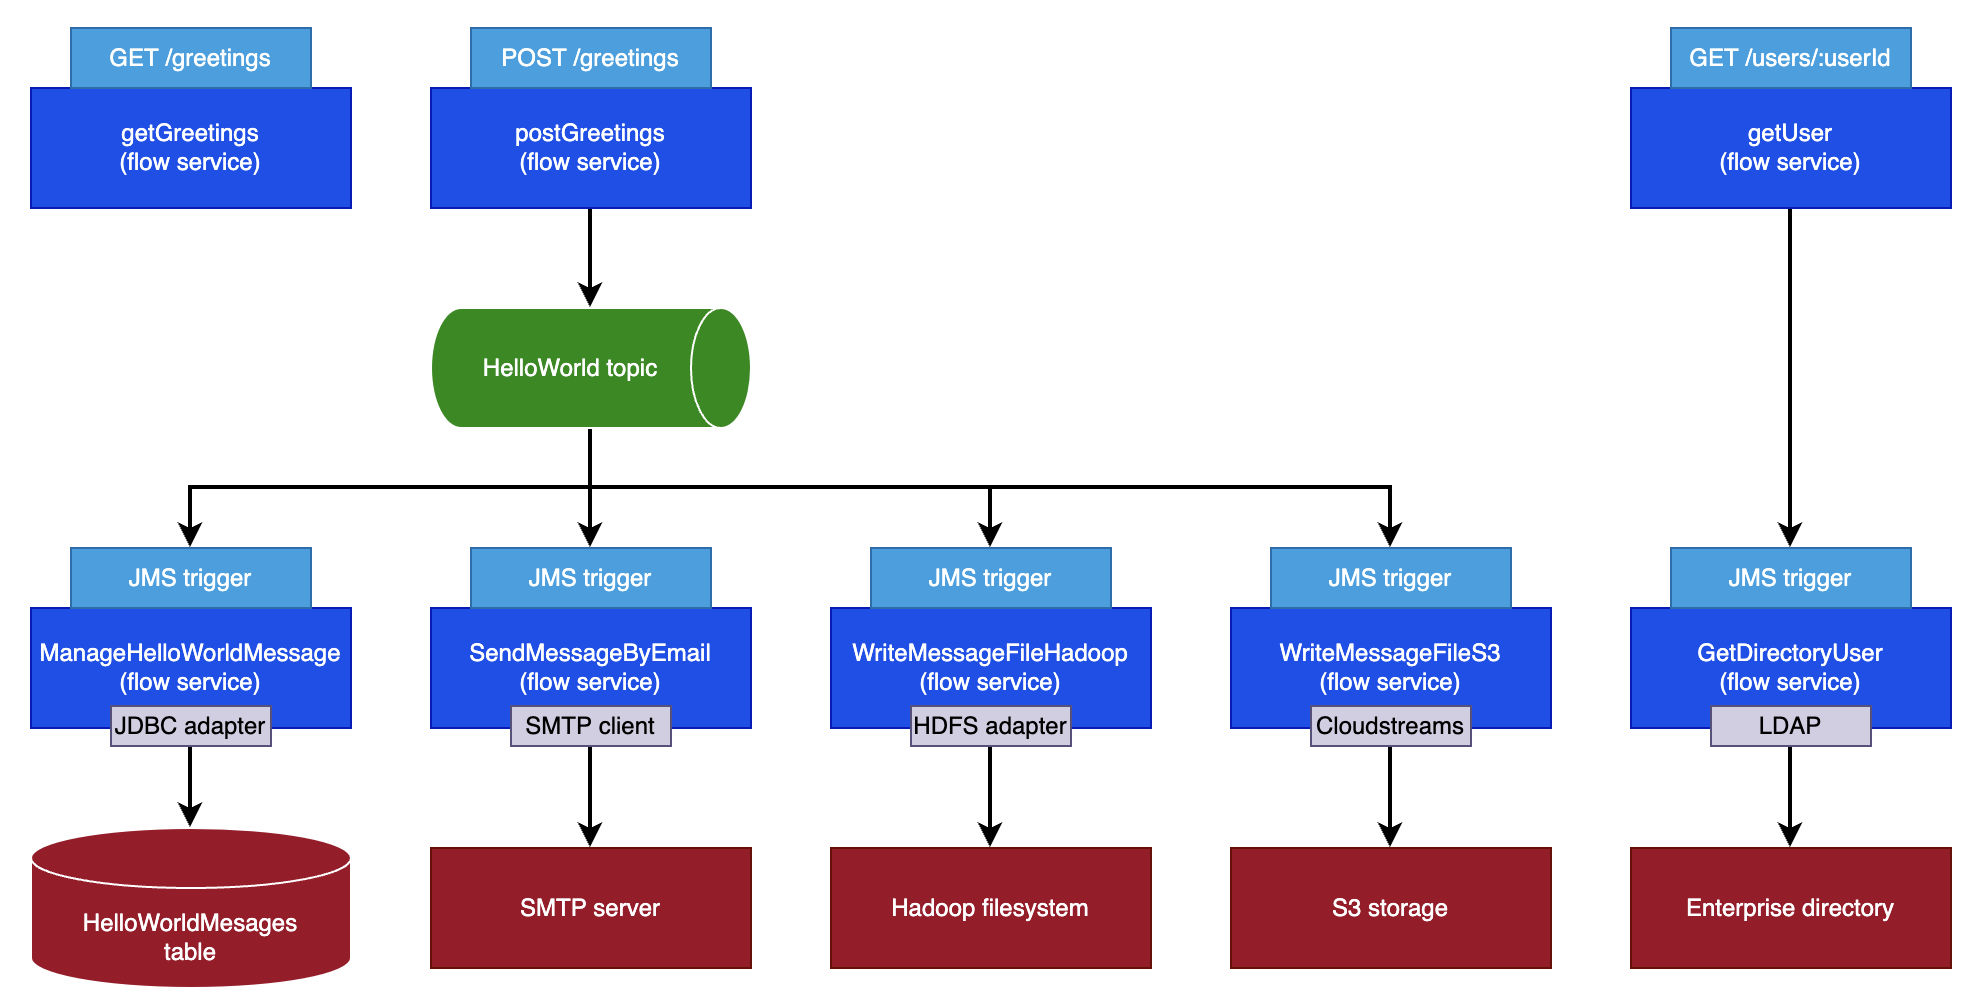 GET /greetings
getGreetings
(flow service)
POST /greetings
postGreetings
(flow service)
GET /users/:userId
getUser
(flow service)
HelloWorld topic
JMS trigger
ManageHelloWorldMessage
(flow service)
JDBC adapter
JMS trigger
SendMessageByEmail
(flow service)
SMTP client
JMS trigger
WriteMessageFileHadoop
(flow service)
HDFS adapter
JMS trigger
WriteMessageFileS3
(flow service)
Cloudstreams
JMS trigger
GetDirectoryUser
(flow service)
LDAP
HelloWorldMesages
table
SMTP server
Hadoop filesystem
S3 storage
Enterprise directory